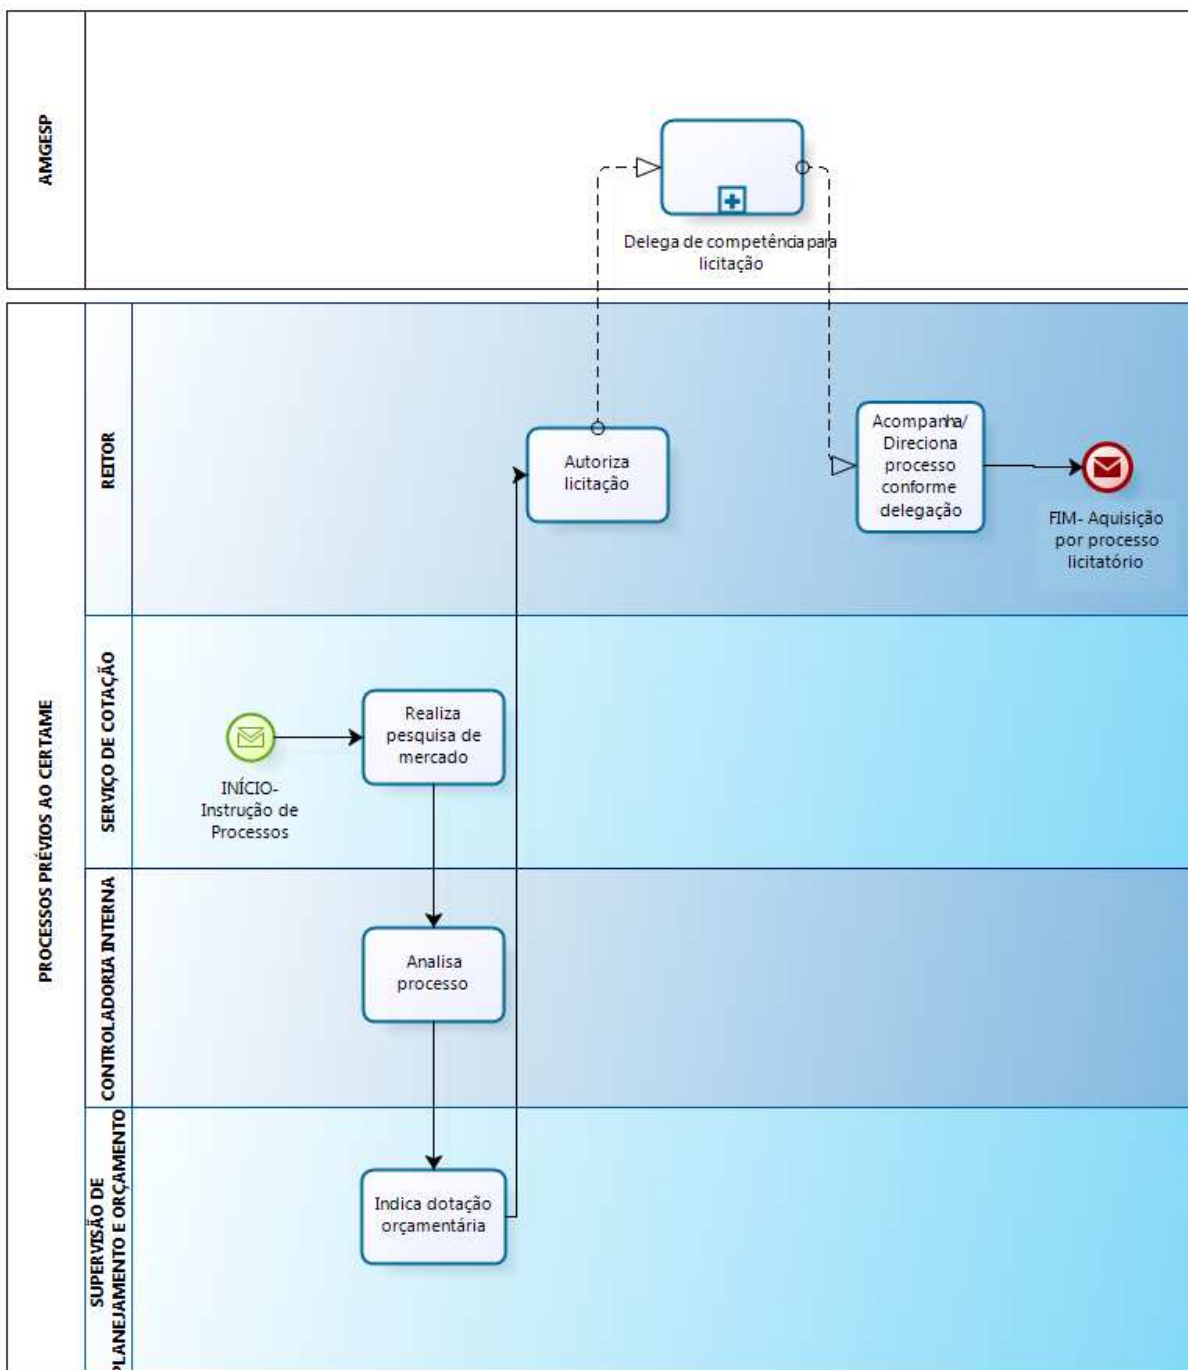 AMGESP
Delega de competência para
licitação
PROCESSOS PRÉVIOS AO CERTAME
REITOR
Autoriza
licitação
Acompanha/
Direciona
processo
conforme
delegação
FIM- Aquisição
por processo
licitatório
SERVIÇO DE COTAÇÃO
INÍCIO-
Instrução de
Processos
Realiza
pesquisa de
mercado
CONTROLADORIA INTERNA
Analisa
processo
SUPERVISÃO DE
PLANEJAMENTO E ORÇAMENTO
Indica dotação
orçamentária